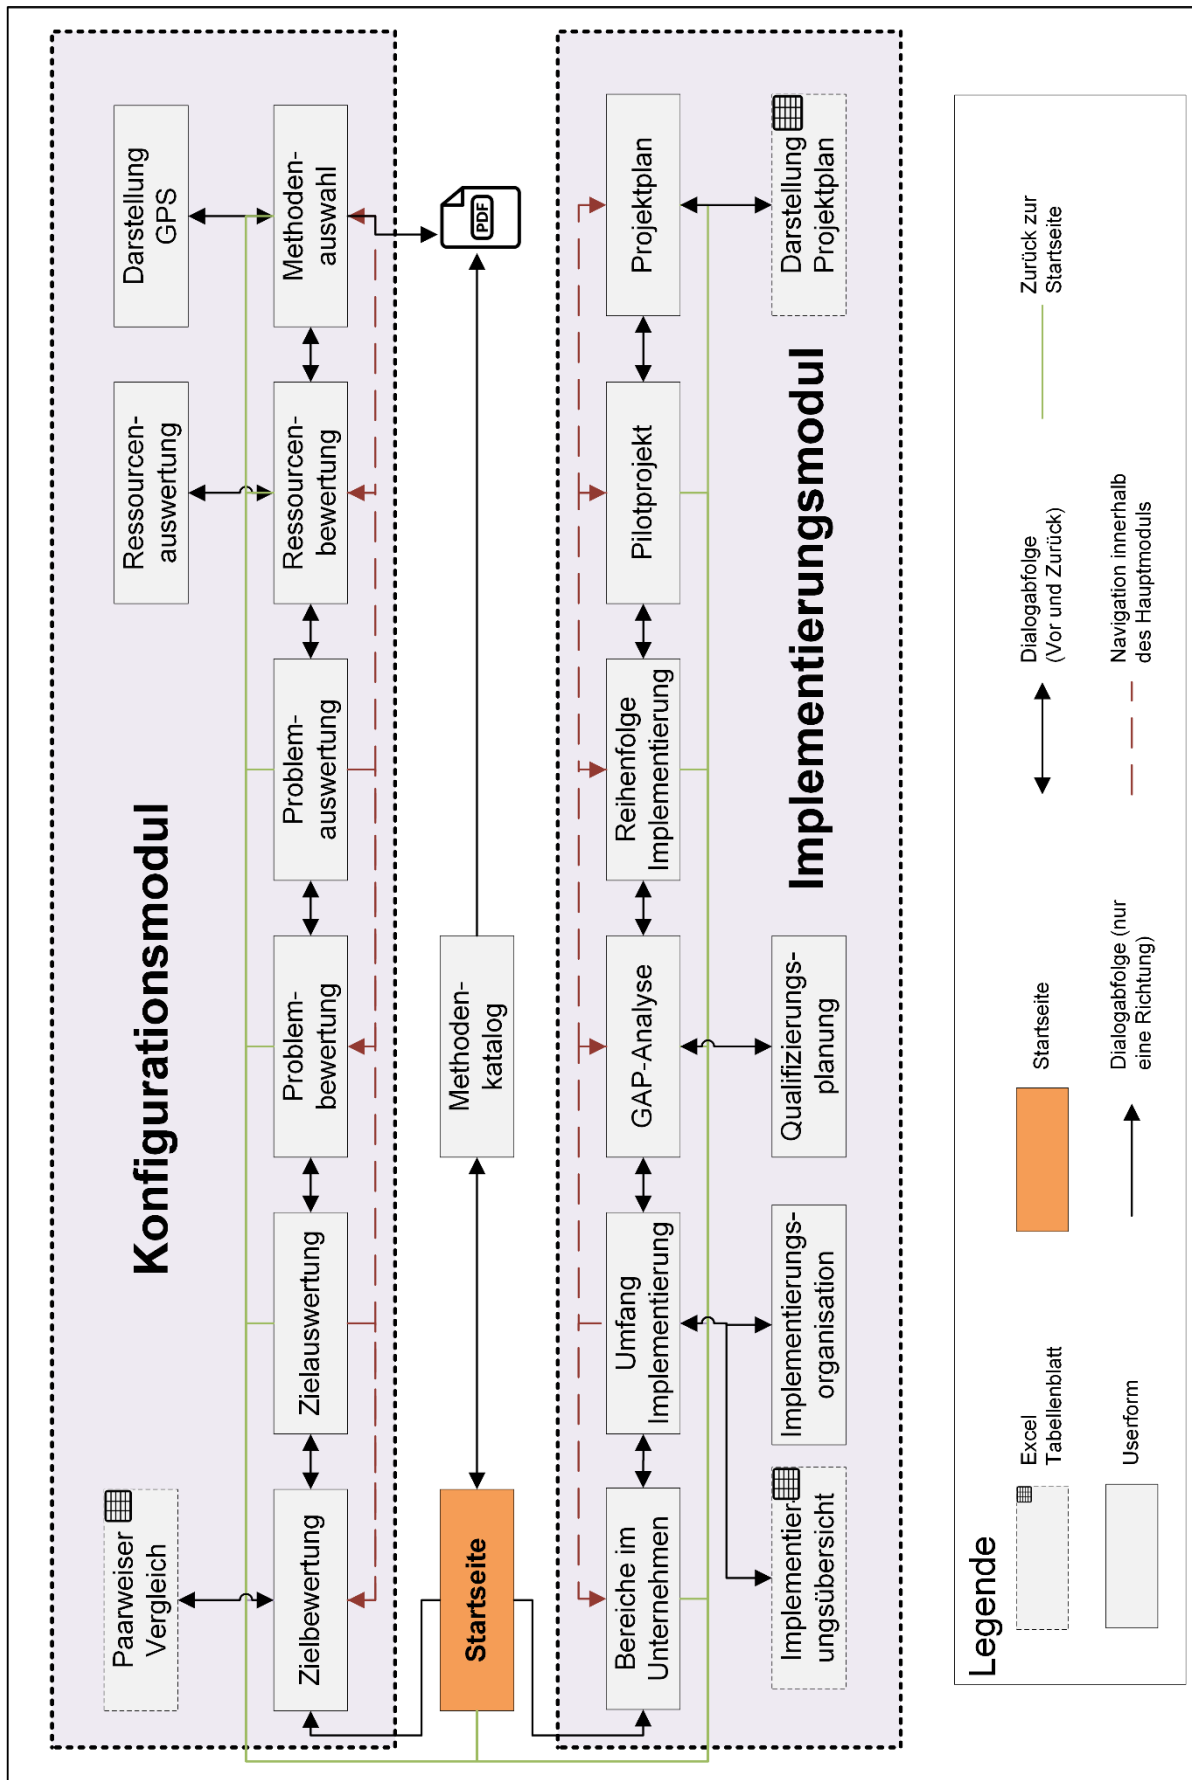 Konfigurationsmodul
Paarweiser
Vergleich
Ressourcen-
auswertung
Darstellung
GPS
Zielbewertung
Zielauswertung
Problem-
bewertung
Problem-
auswertung
Ressourcen-
bewertung
Methoden-
auswahl
Startseite
Methoden-
katalog
PDF
Bereiche im
Unternehmen
Umfang
Implementierung
GAP-Analyse
Reihenfolge
Implementierung
Pilotprojekt
Projektplan
Implementier-
ungsübersicht
Implementierungs-
organisation
Qualifizierungs-
planung
Darstellung
Projektplan
Implementierungsmodul
Legende
Excel
Tabellenblatt
Startseite
Dialogabfolge
(Vor und Zurück)
Zurück zur
Startseite
Userform
Dialogabfolge (nur
eine Richtung)
Navigation innerhalb
des Hauptmoduls